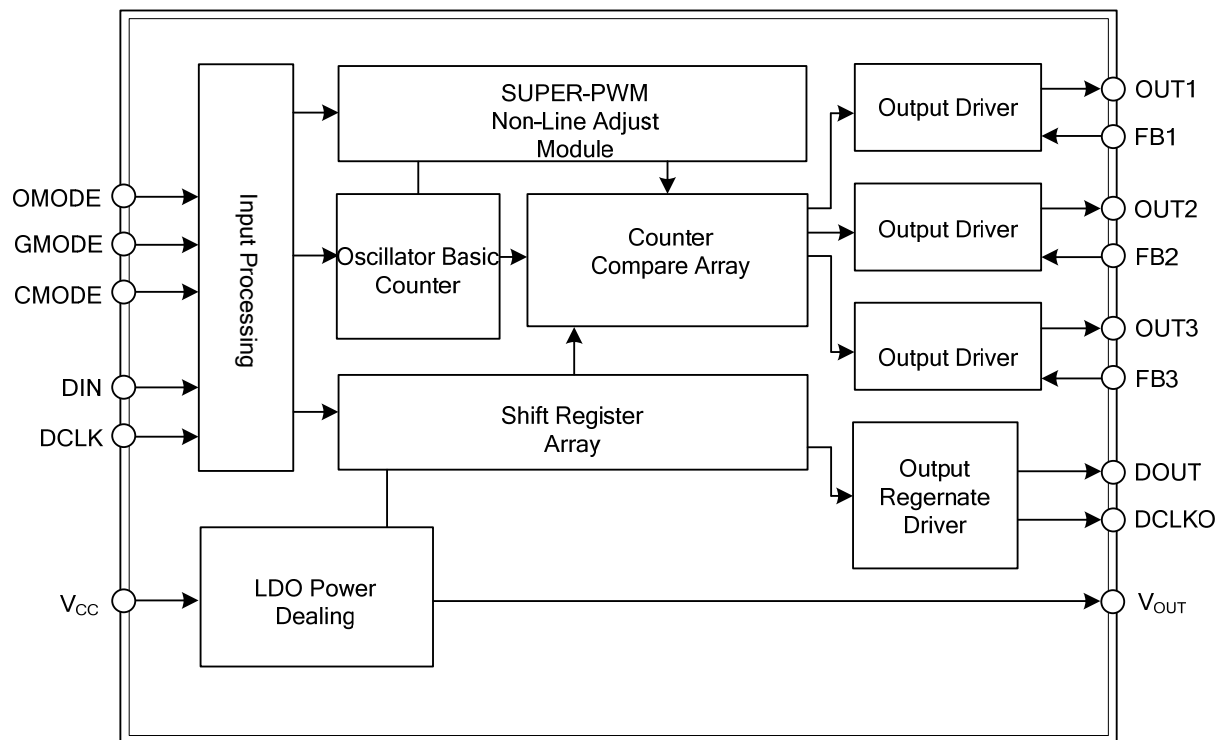 SUPER-PWM
Non-Line Adjust
Module
Output Driver
OUT1
FB1
OMODE
GMODE
CMODE
DIN
DCLK
Input Processing
Oscillator Basic
Counter
Counter
Compare Array
Output Driver
OUT2
FB2
Output Driver
OUT3
FB3
Shift Register
Array
Output
Regernate
Driver
DOUT
DCLKO
VCC
LDO Power
Dealing
VOUT